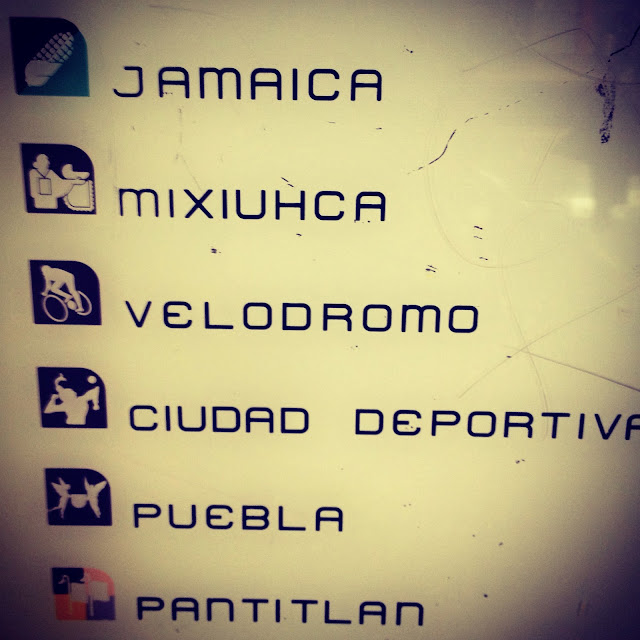 JAMAICA
MIXIUHCA
VELODROMO
CIUDAD DEPORTIVA
PUEBLA
PANTITLAN